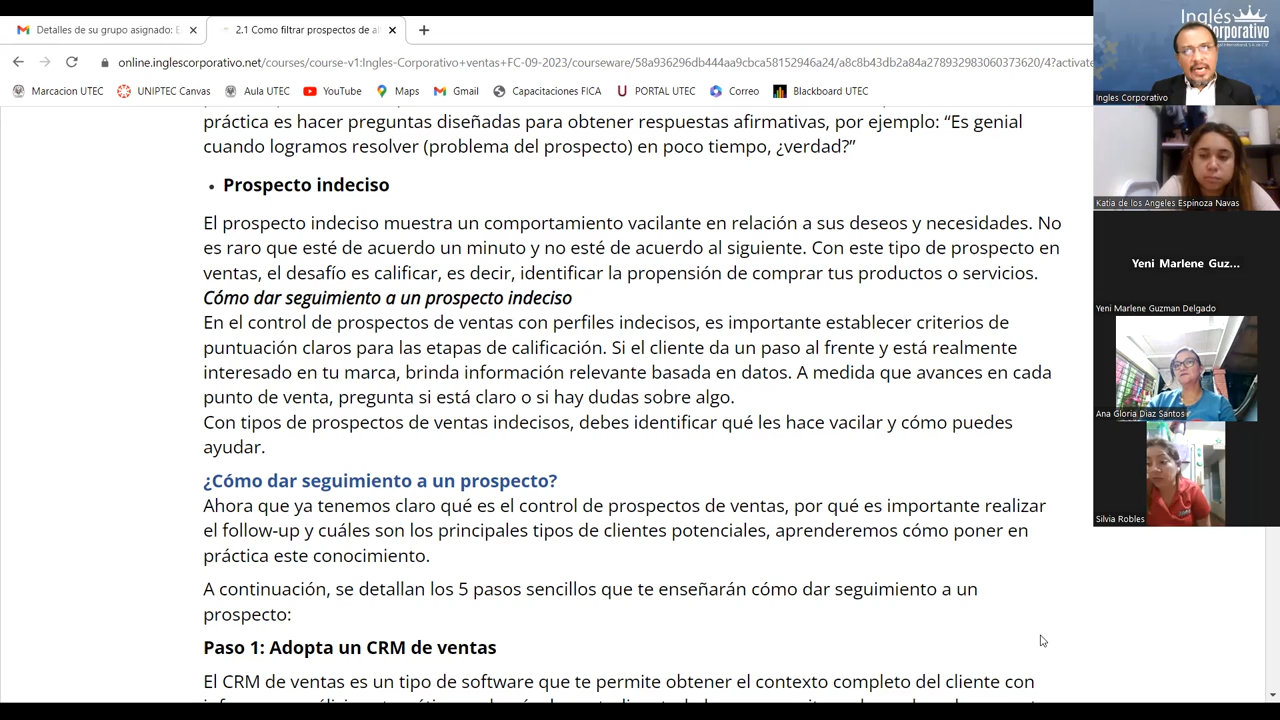 Detalles de su grupo asignado: E
2.1 Como filtrar prospectos de al
online.inglescorporativo.net/courses/course-v1:Ingles-Corporativo+ventas+FC-09-2023/courseware/58a936296db444aa9cbca58152946a24/a8c8b43db2a84a278932983060373620/4?activate
Marcacion UTEC
UNIPTEC Canvas
Aula UTEC
YouTube
Maps
Gmail
Capacitaciones FICA
PORTAL UTEC
Correo
Blackboard UTEC
práctica es hacer preguntas diseñadas para obtener respuestas afirmativas, por ejemplo: “Es genial
cuando logramos resolver (problema del prospecto) en poco tiempo, ¿verdad?”
• Prospecto indeciso
El prospecto indeciso muestra un comportamiento vacilante en relación a sus deseos y necesidades. No
es raro que esté de acuerdo un minuto y no esté de acuerdo al siguiente. Con este tipo de prospecto en
ventas, el desafío es calificar, es decir, identificar la propensión de comprar tus productos o servicios.
Cómo dar seguimiento a un prospecto indeciso
En el control de prospectos de ventas con perfiles indecisos, es importante establecer criterios de
puntuación claros para las etapas de calificación. Si el cliente da un paso al frente y está realmente
interesado en tu marca, brinda información relevante basada en datos. A medida que avances en cada
punto de venta, pregunta si está claro o si hay dudas sobre algo.
Con tipos de prospectos de ventas indecisos, debes identificar qué les hace vacilar y cómo puedes
ayudar.
¿Cómo dar seguimiento a un prospecto?
Ahora que ya tenemos claro qué es el control de prospectos de ventas, por qué es importante realizar
el follow-up y cuáles son los principales tipos de clientes potenciales, aprenderemos cómo poner en
práctica este conocimiento.
A continuación, se detallan los 5 pasos sencillos que te enseñarán cómo dar seguimiento a un
prospecto:
Paso 1: Adopta un CRM de ventas
El CRM de ventas es un tipo de software que te permite obtener el contexto completo del cliente con
Inglés
Corporativo
Ingles Corporativo
Katia de los Angeles Espinoza Navas
Yeni Marlene Guz...
Yeni Marlene Guzman Delgado
Ana Gloria Diaz Santos
Silvia Robles